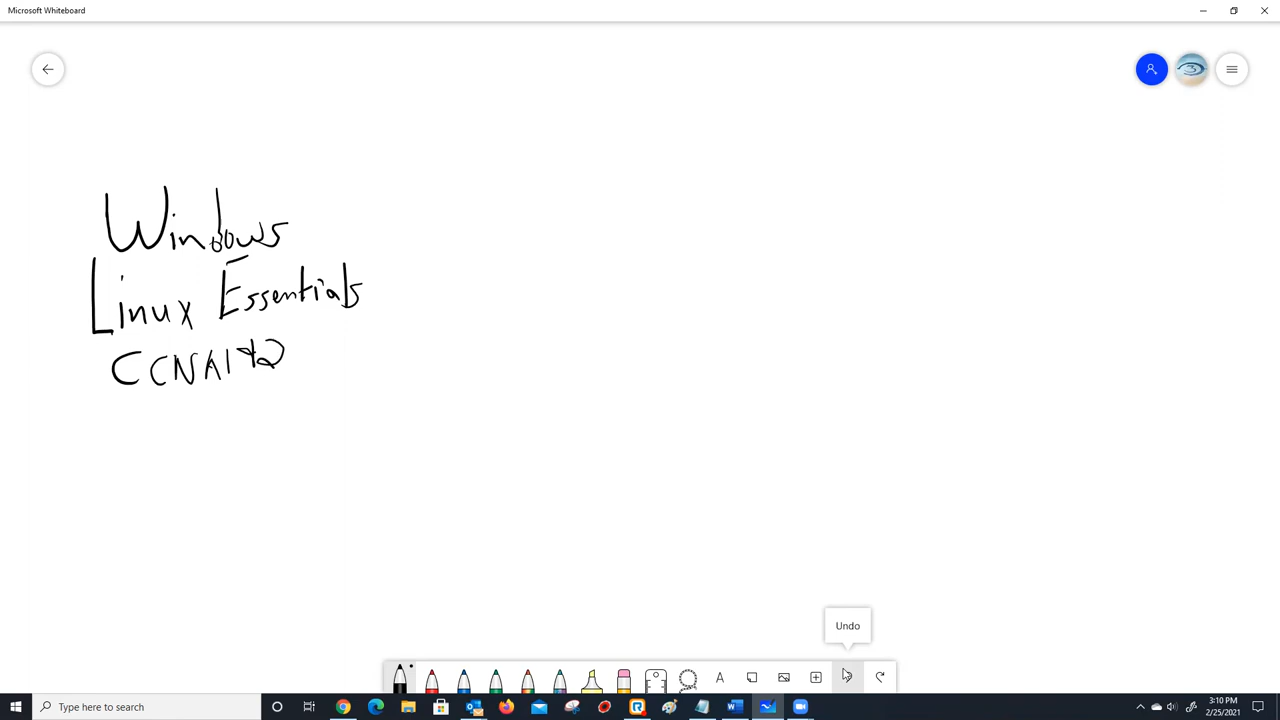 Microsoft Whiteboard
Windows
Linux Essentials
CCNA1+2
Undo
A
Type here to search
3:10 PM
2/25/2021